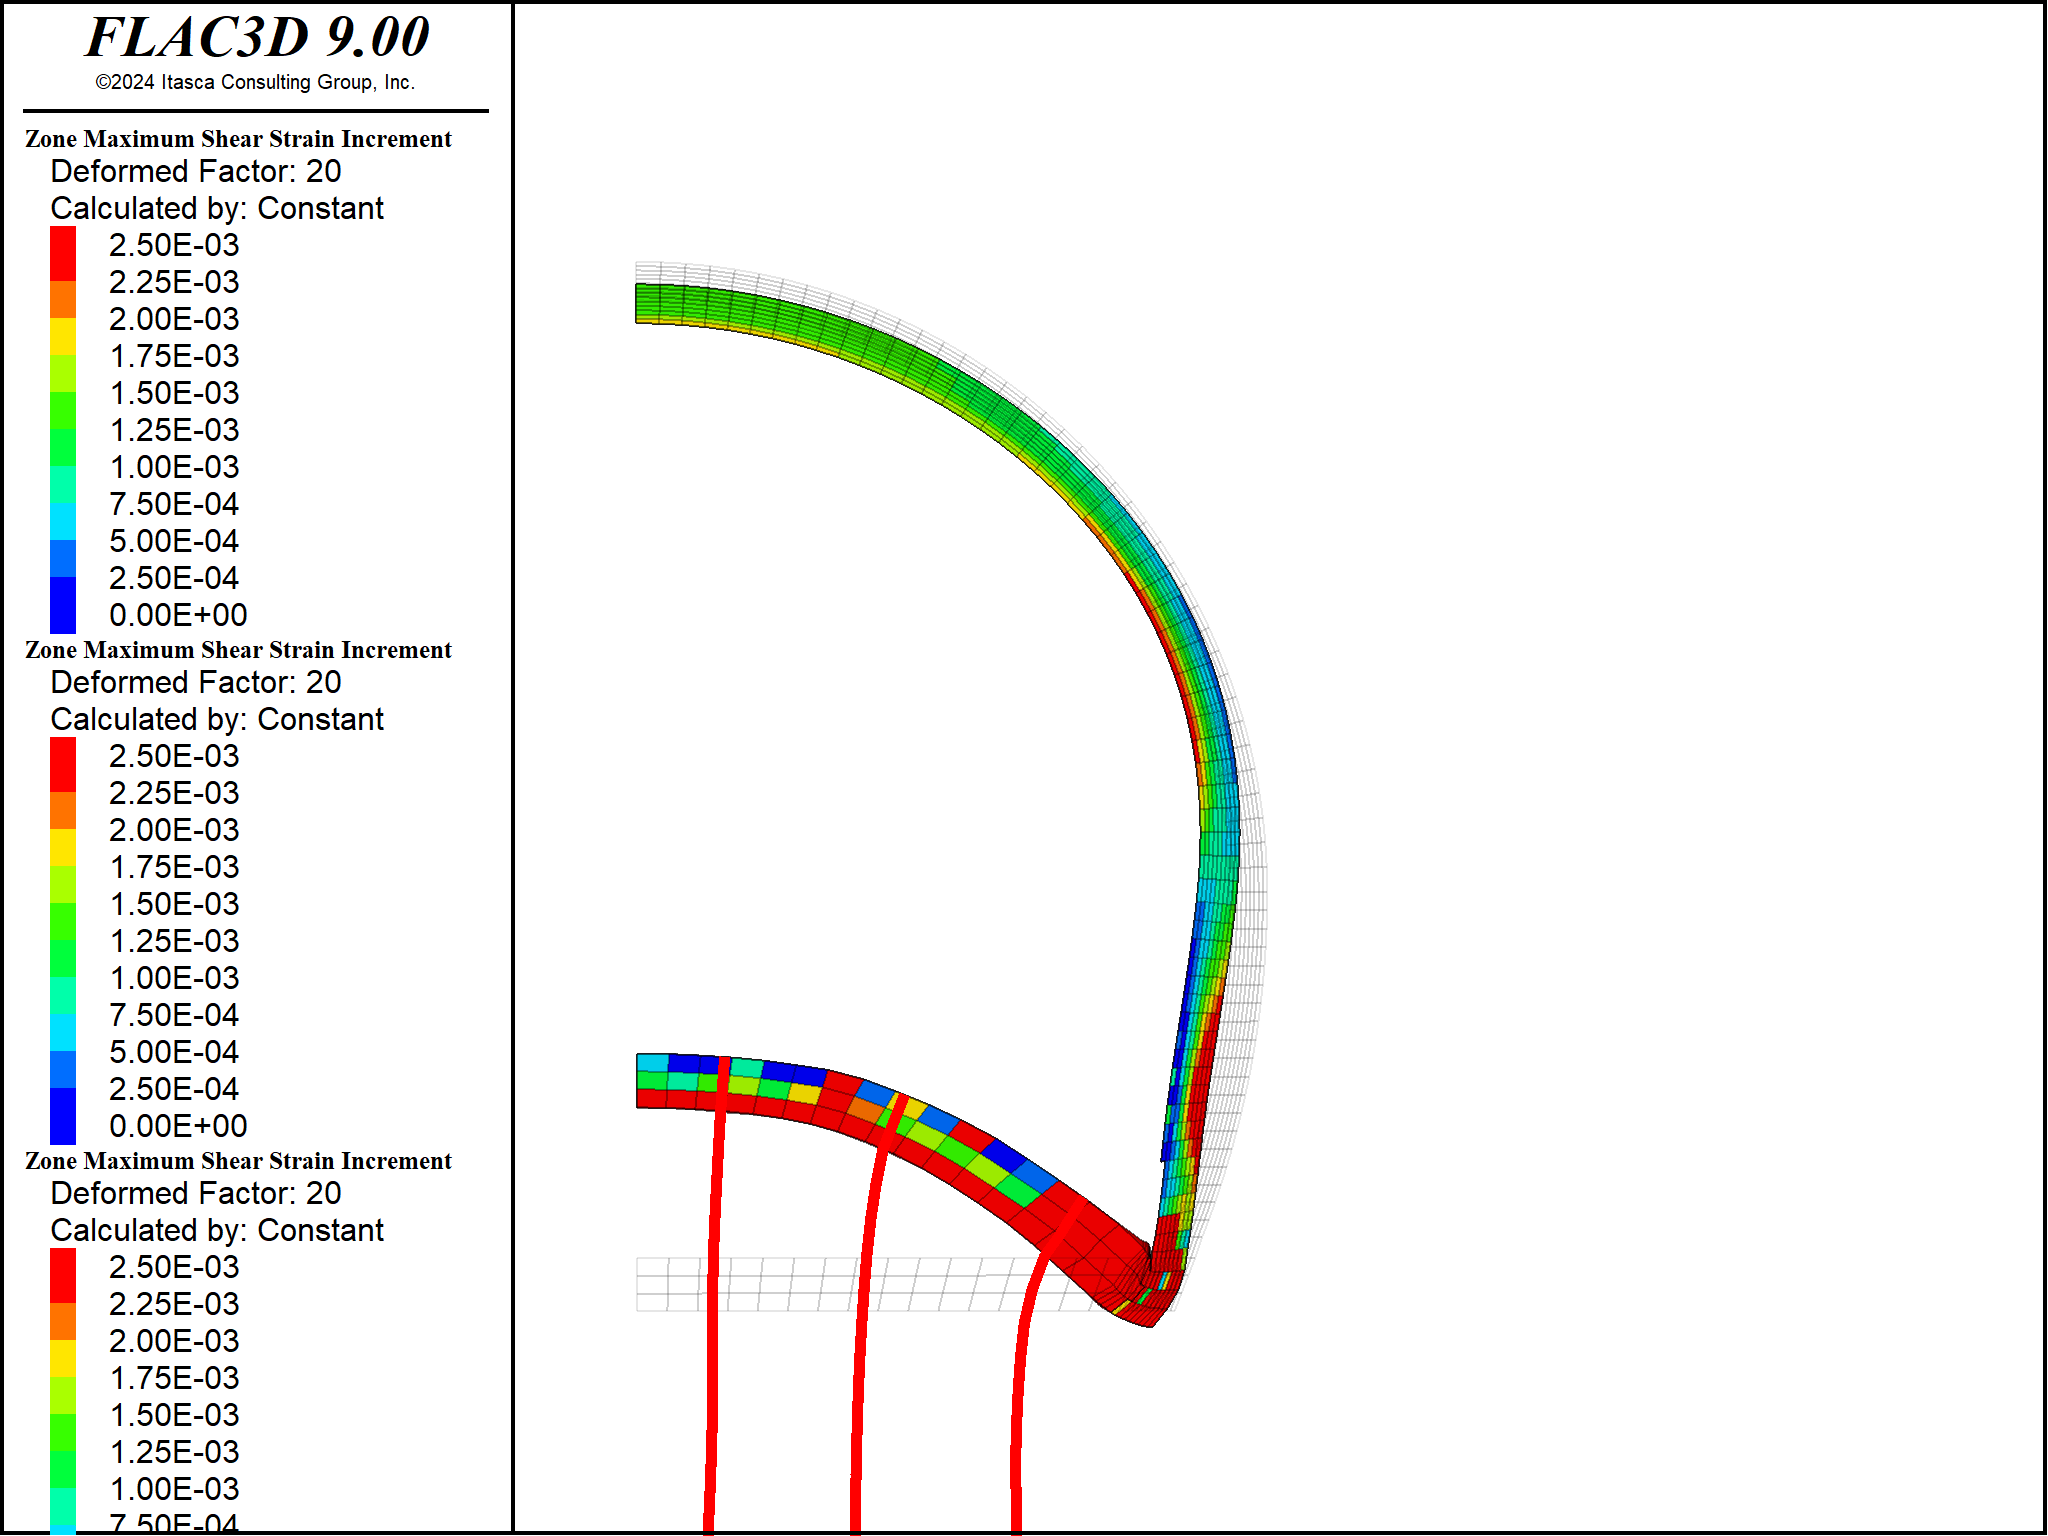 FLAC3D 9.00
©2024 Itasca Consulting Group, Inc.
Zone Maximum Shear Strain Increment
Deformed Factor: 20
Calculated by: Constant
2.50E-03
2.25E-03
2.00E-03
1.75E-03
1.50E-03
1.25E-03
1.00E-03
7.50E-04
5.00E-04
2.50E-04
0.00E+00
Zone Maximum Shear Strain Increment
Deformed Factor: 20
Calculated by: Constant
2.50E-03
2.25E-03
2.00E-03
1.75E-03
1.50E-03
1.25E-03
1.00E-03
7.50E-04
5.00E-04
2.50E-04
0.00E+00
Zone Maximum Shear Strain Increment
Deformed Factor: 20
Calculated by: Constant
2.50E-03
2.25E-03
2.00E-03
1.75E-03
1.50E-03
1.25E-03
1.00E-03
7.50E-04